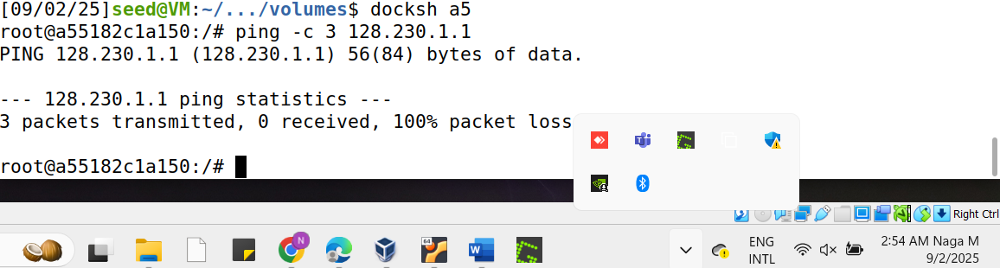 [09/02/25]seed@VM:~/.../volumes$ docksh a5
root@a55182c1a150:/# ping -c 3 128.230.1.1
PING 128.230.1.1 (128.230.1.1) 56(84) bytes of data.
--- 128.230.1.1 ping statistics ---
3 packets transmitted, 0 received, 100% packet loss
root@a55182c1a150:/#
Right Ctrl
N
64
ENG
INTL
2:54 AM Naga M
9/2/2025